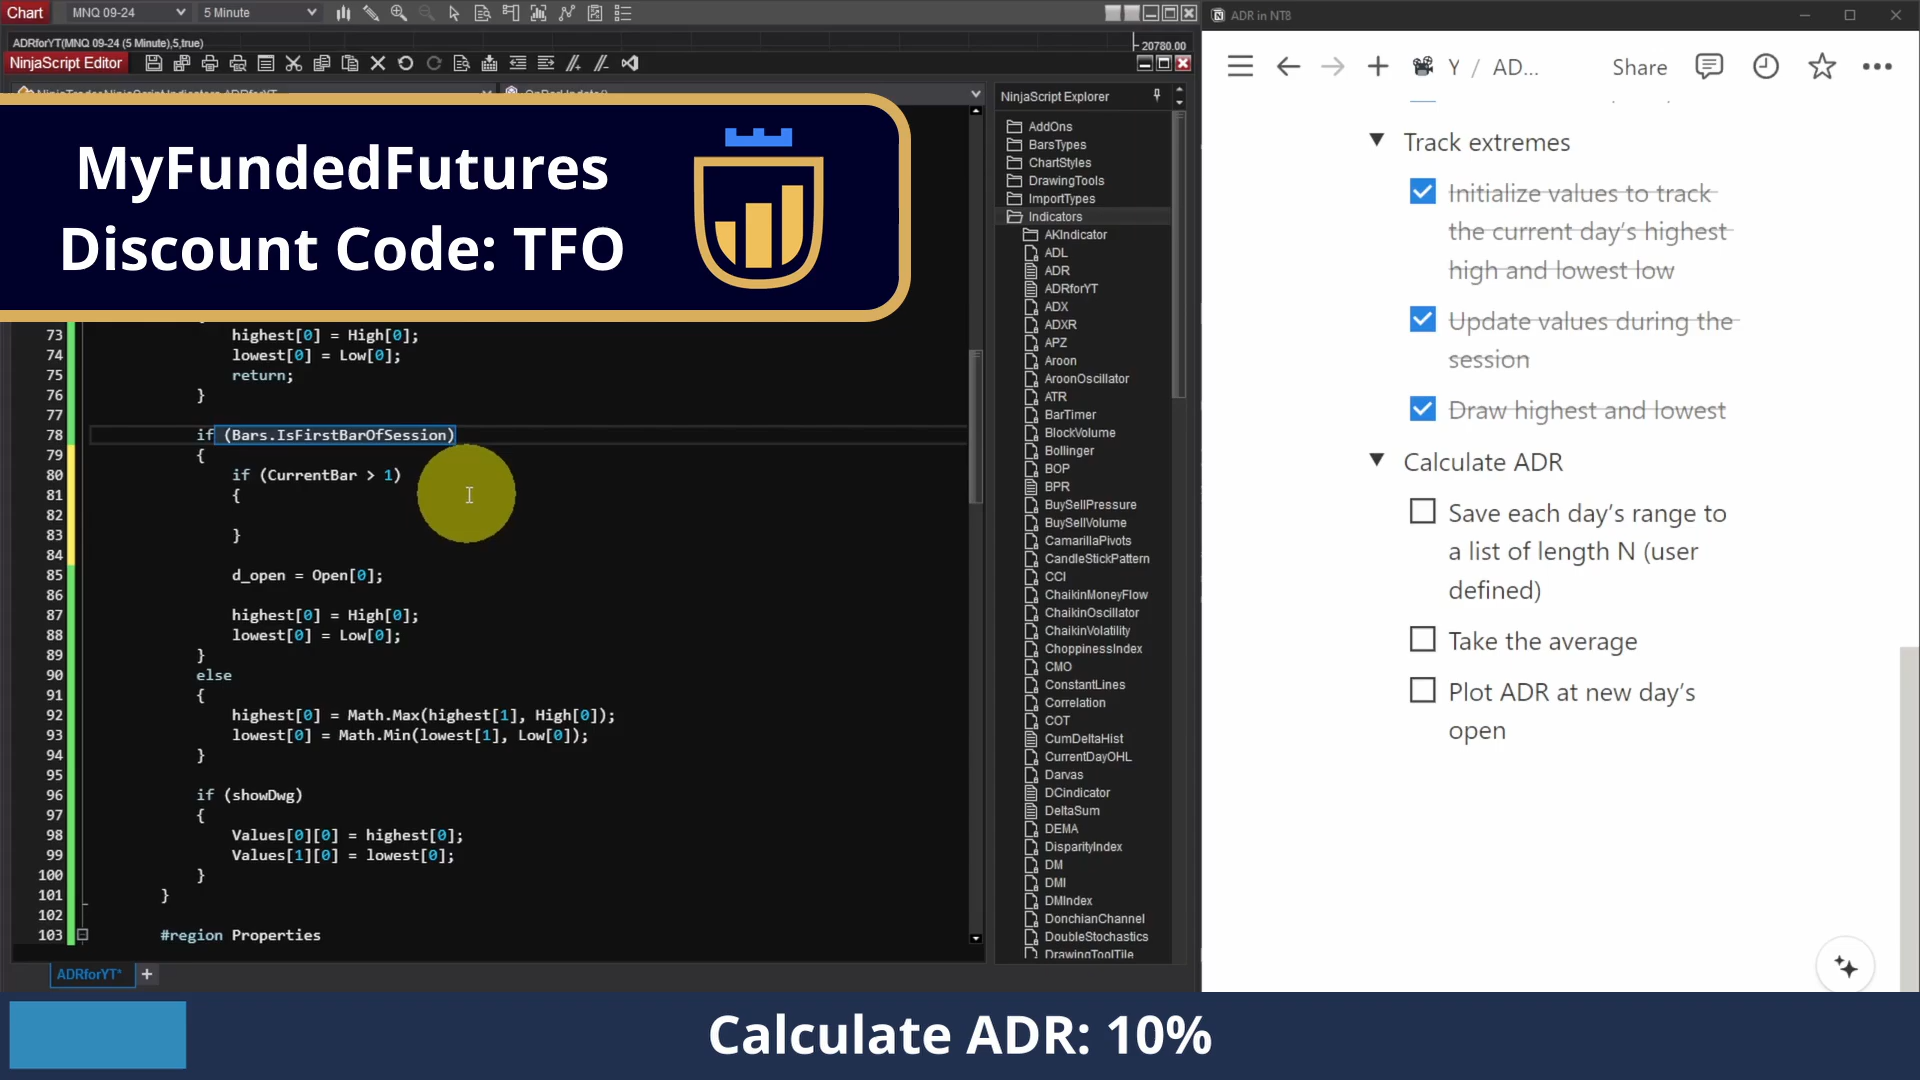 Chart
MNQ 09-24
5 Minute
ADR in NT8
ADRforYT(MNQ 09-24 (5 Minute),5,true)
20780.00
NinjaScript Editor
MyFundedFutures
Discount Code: TFO
73 highest[0] = High[0];
74 lowest[0] = Low[0];
75 return;
76 }
77
78 if (Bars.IsFirstBarOfSession)
79 {
80 if (CurrentBar > 1)
81 {
82
83 }
84
85 d_open = Open[0];
86
87 highest[0] = High[0];
88 lowest[0] = Low[0];
89 }
90 else
91 {
92 highest[0] = Math.Max(highest[1], High[0]);
93 lowest[0] = Math.Min(lowest[1], Low[0]);
94 }
95
96 if (showDwg)
97 {
98 Values[0][0] = highest[0];
99 Values[1][0] = lowest[0];
100 }
101 }
102
103 #region Properties
ADRforYT*
+
NinjaScript Explorer
AddOns
BarsTypes
ChartStyles
DrawingTools
ImportTypes
Indicators
AKIndicator
ADL
ADR
ADRforYT
ADX
ADXR
APZ
Aroon
AroonOscillator
ATR
BarTimer
BlockVolume
Bollinger
BOP
BPR
BuySellPressure
BuySellVolume
CamarillaPivots
CandleStickPattern
CCI
ChaikinMoneyFlow
ChaikinOscillator
ChaikinVolatility
ChoppinessIndex
CMO
ConstantLines
Correlation
COT
CumDeltaHist
CurrentDayOHL
Darvas
DCindicator
DeltaSum
DEMA
DisparityIndex
DM
DMI
DMIndex
DonchianChannel
DoubleStochastics
DrawingToolTile
Y / AD...
Share
Track extremes
Initialize values to track
the current day's highest
high and lowest low
Update values during the
session
Draw highest and lowest
Calculate ADR
Save each day's range to
a list of length N (user
defined)
Take the average
Plot ADR at new day's
open
Calculate ADR: 10%